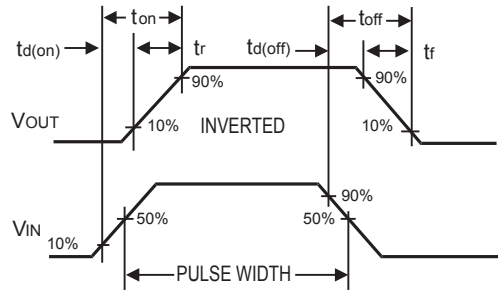 ton
toff
td(on)
tr
td(off)
tf
90%
90%
VOUT
10%
INVERTED
10%
90%
50%
50%
VIN
10%
PULSE WIDTH